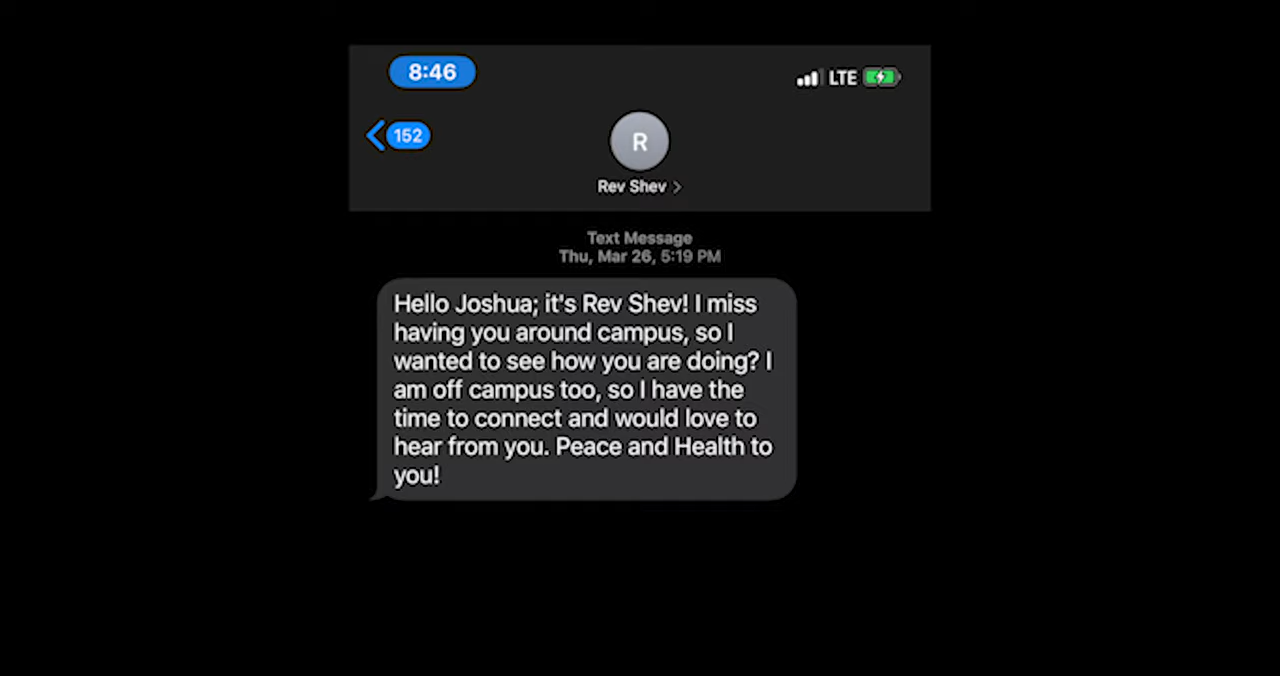 8:46
LTE
152
R
Rev Shev
Text Message
Thu, Mar 26, 5:19 PM
Hello Joshua; it's Rev Shev! I miss
having you around campus, so I
wanted to see how you are doing? I
am off campus too, so I have the
time to connect and would love to
hear from you. Peace and Health to
you!